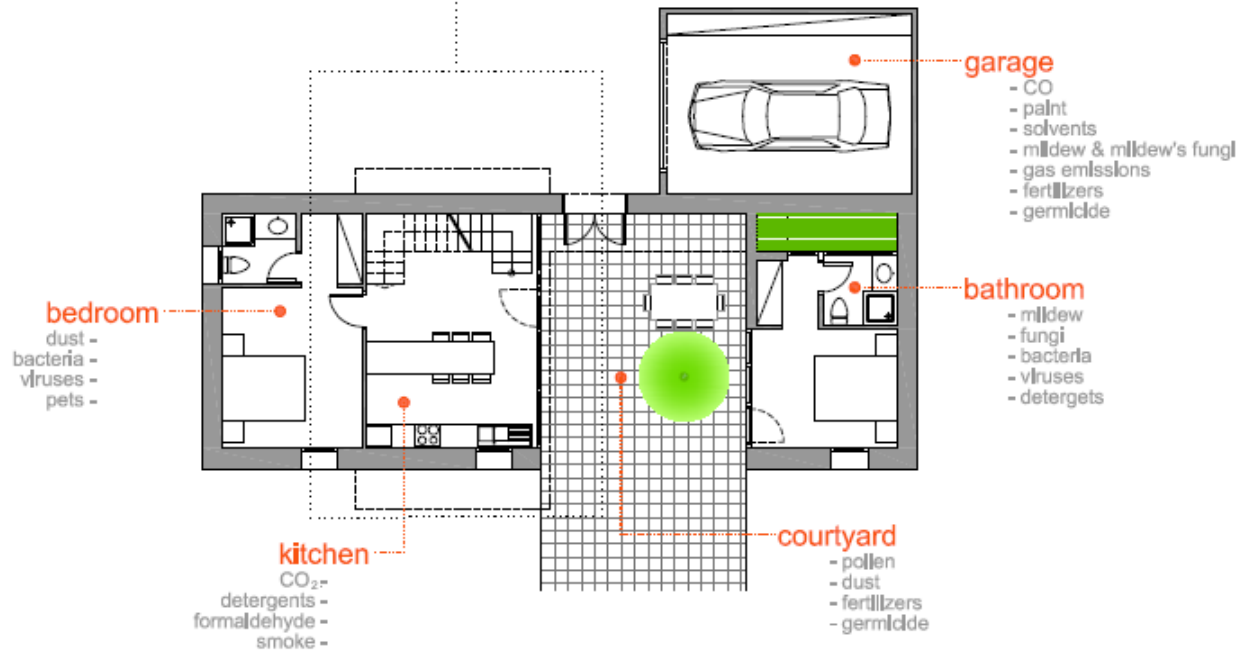 garage
- CO
- paint
- solvents
- mildew & mildew's fungi
- gas emissions
- fertilizers
- germicide
bedroom
dust -
bacteria -
viruses -
pets -
bathroom
- mildew
- fungi
- bacteria
- viruses
- detergets
kitchen
CO₂-
detergents -
formaldehyde -
smoke -
courtyard
- pollen
- dust
- fertilizers
- germicide